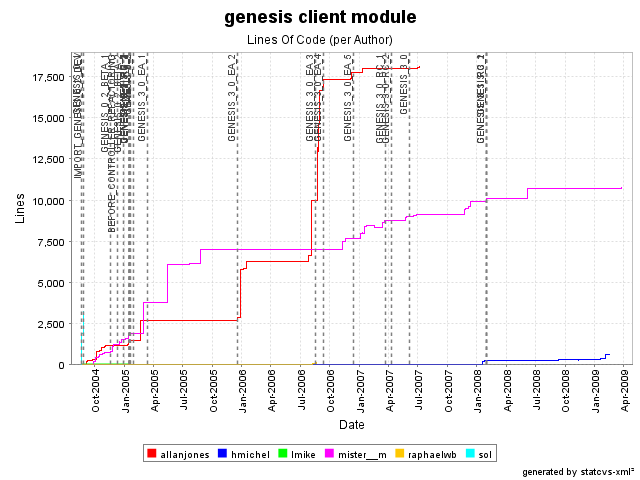 genesis client module
Lines Of Code (per Author)
GENESIS_3_0_EA_1
GENESIS_3_0_EA_2
GENESIS_3_0_EA_3
GENESIS_3_0_EA_4
GENESIS_3_0_EA_5
GENESIS_3_0
BEFORE_CONTROLLER
Lines
17,500
15,000
12,500
10,000
7,500
5,000
2,500
0
Oct-2004
Jan-2005
Apr-2005
Jul-2005
Oct-2005
Jan-2006
Apr-2006
Jul-2006
Oct-2006
Jan-2007
Apr-2007
Jul-2007
Oct-2007
Jan-2008
Apr-2008
Jul-2008
Oct-2008
Jan-2009
Apr-2009
Date
allanjones hmichel lmike mister__m raphaelwb sol
generated by statcvs-xml²